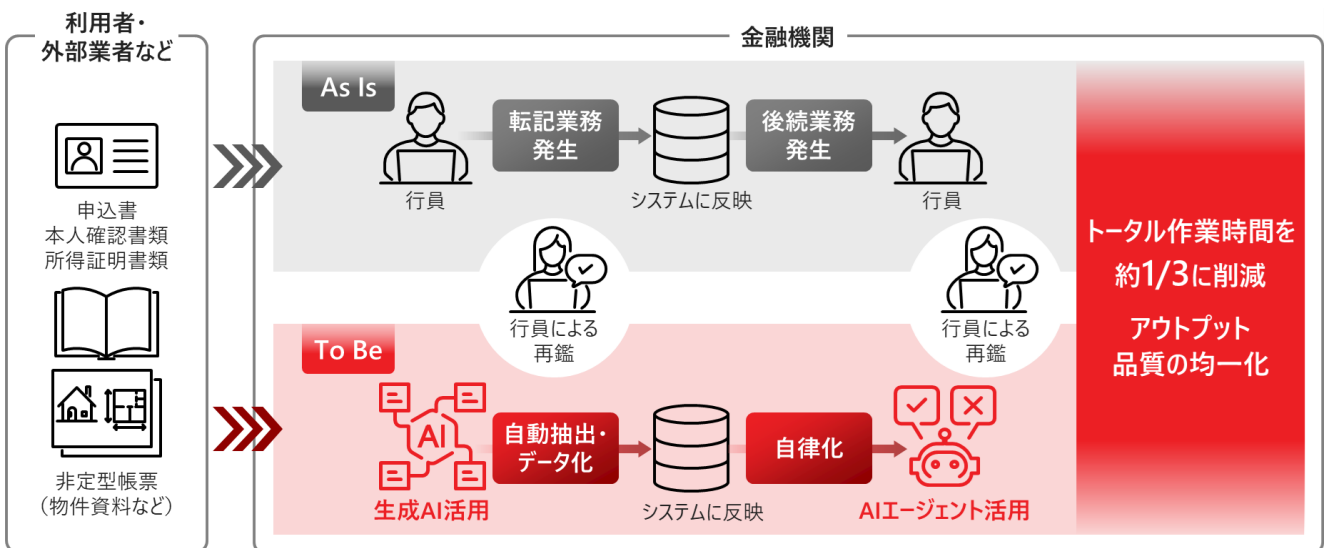 利用者・
外部業者など
申込書
本人確認書類
所得証明書類
非定型帳票
（物件資料など）
金融機関
As Is
行員
転記業務
発生
システムに反映
後続業務
発生
行員
行員による
再鑑
行員による
再鑑
To Be
AI
生成AI活用
自動抽出・
データ化
システムに反映
自律化
AIエージェント活用
トータル作業時間を
約1/3に削減
アウトプット
品質の均一化